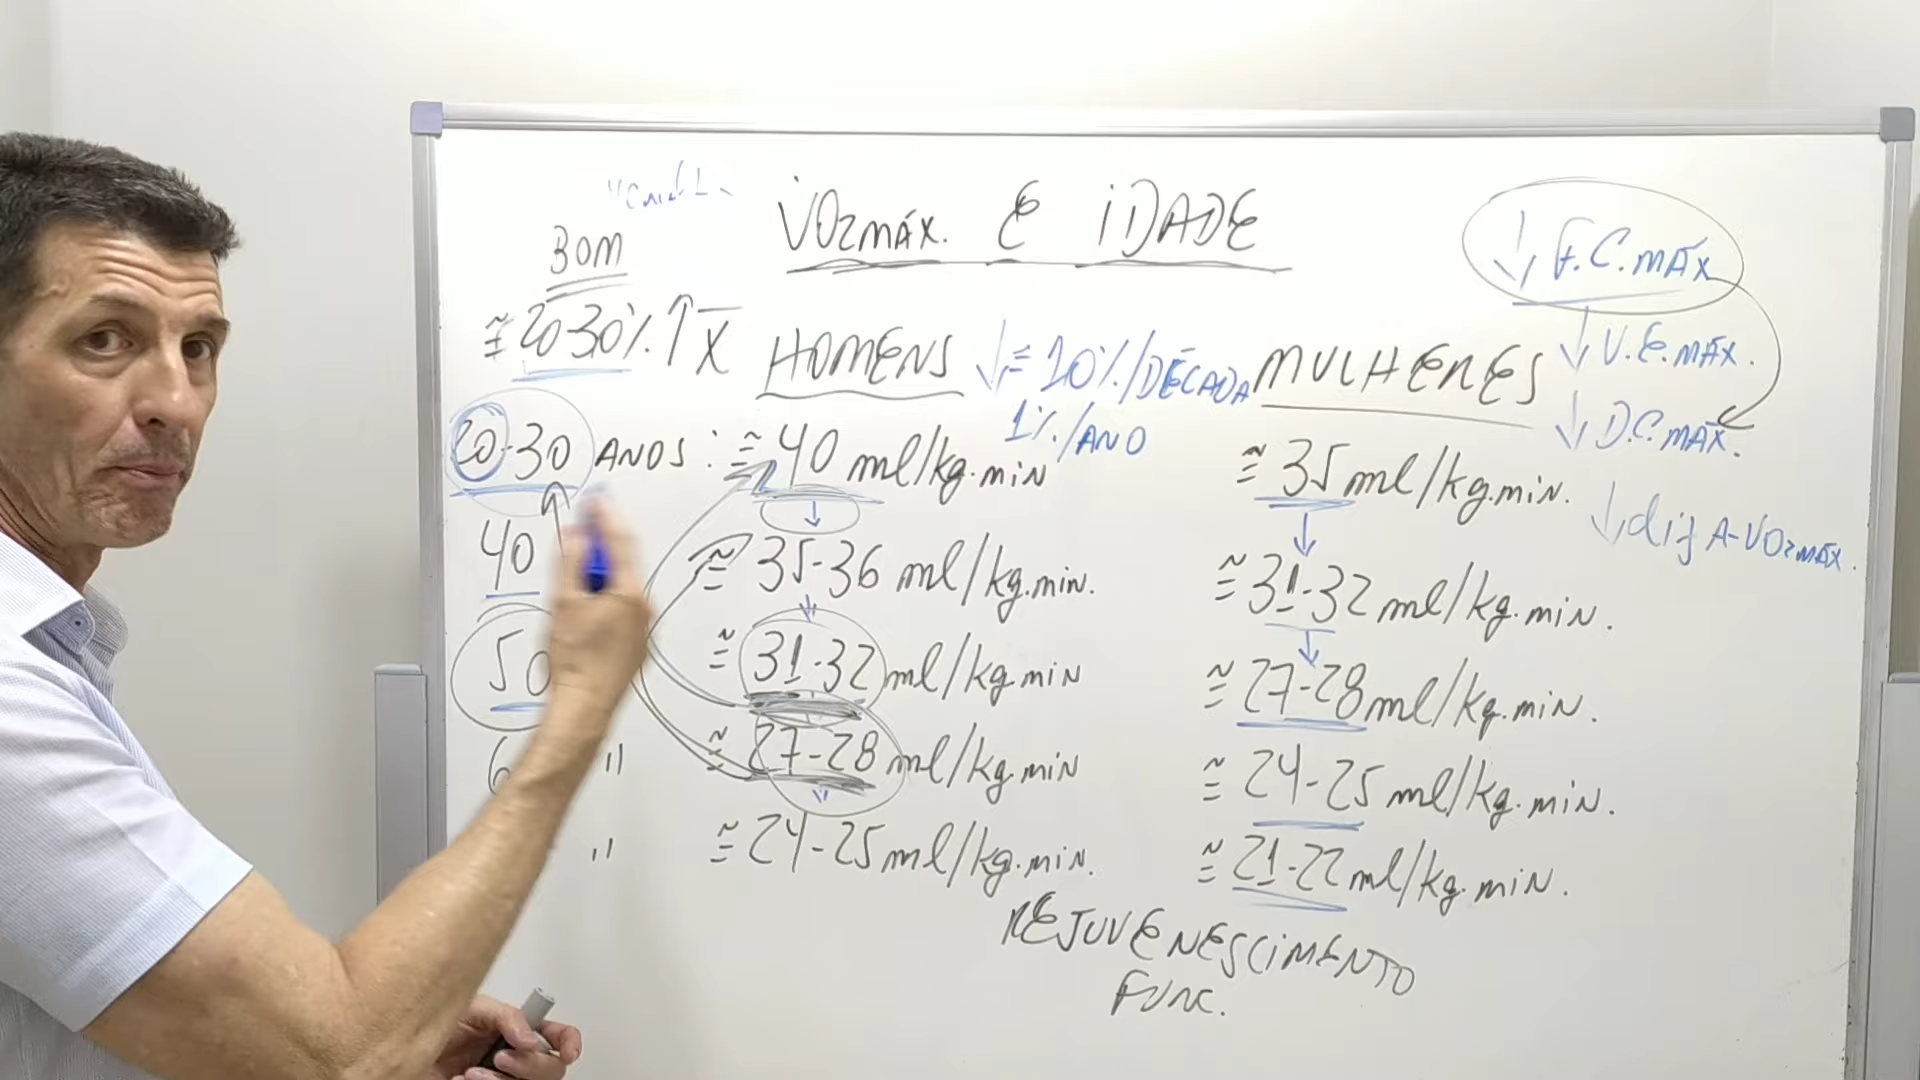 V̇O2MÁX. E IDADE
BOM
≅ 20-30% ↑ X̅
HOMENS ↓ ≅ 10%/DÉCADA
1%/ANO
MULHERES
↓ F.C.MÁX
↓ V.E.MÁX.
↓ D.C.MÁX.
↓ dif A-VO2MÁX.
20-30 ANOS: ≅ 40 ml/kg.min ≅ 35 ml/kg.min.
40 ≅ 35-36 ml/kg.min. ≅ 31-32 ml/kg.min.
50 ≅ 31-32 ml/kg.min ≅ 27-28 ml/kg.min.
6 " ≅ 27-28 ml/kg.min ≅ 24-25 ml/kg.min.
" ≅ 24-25 ml/kg.min. ≅ 21-22 ml/kg.min.
REJUVENESCIMENTO
FUNC.